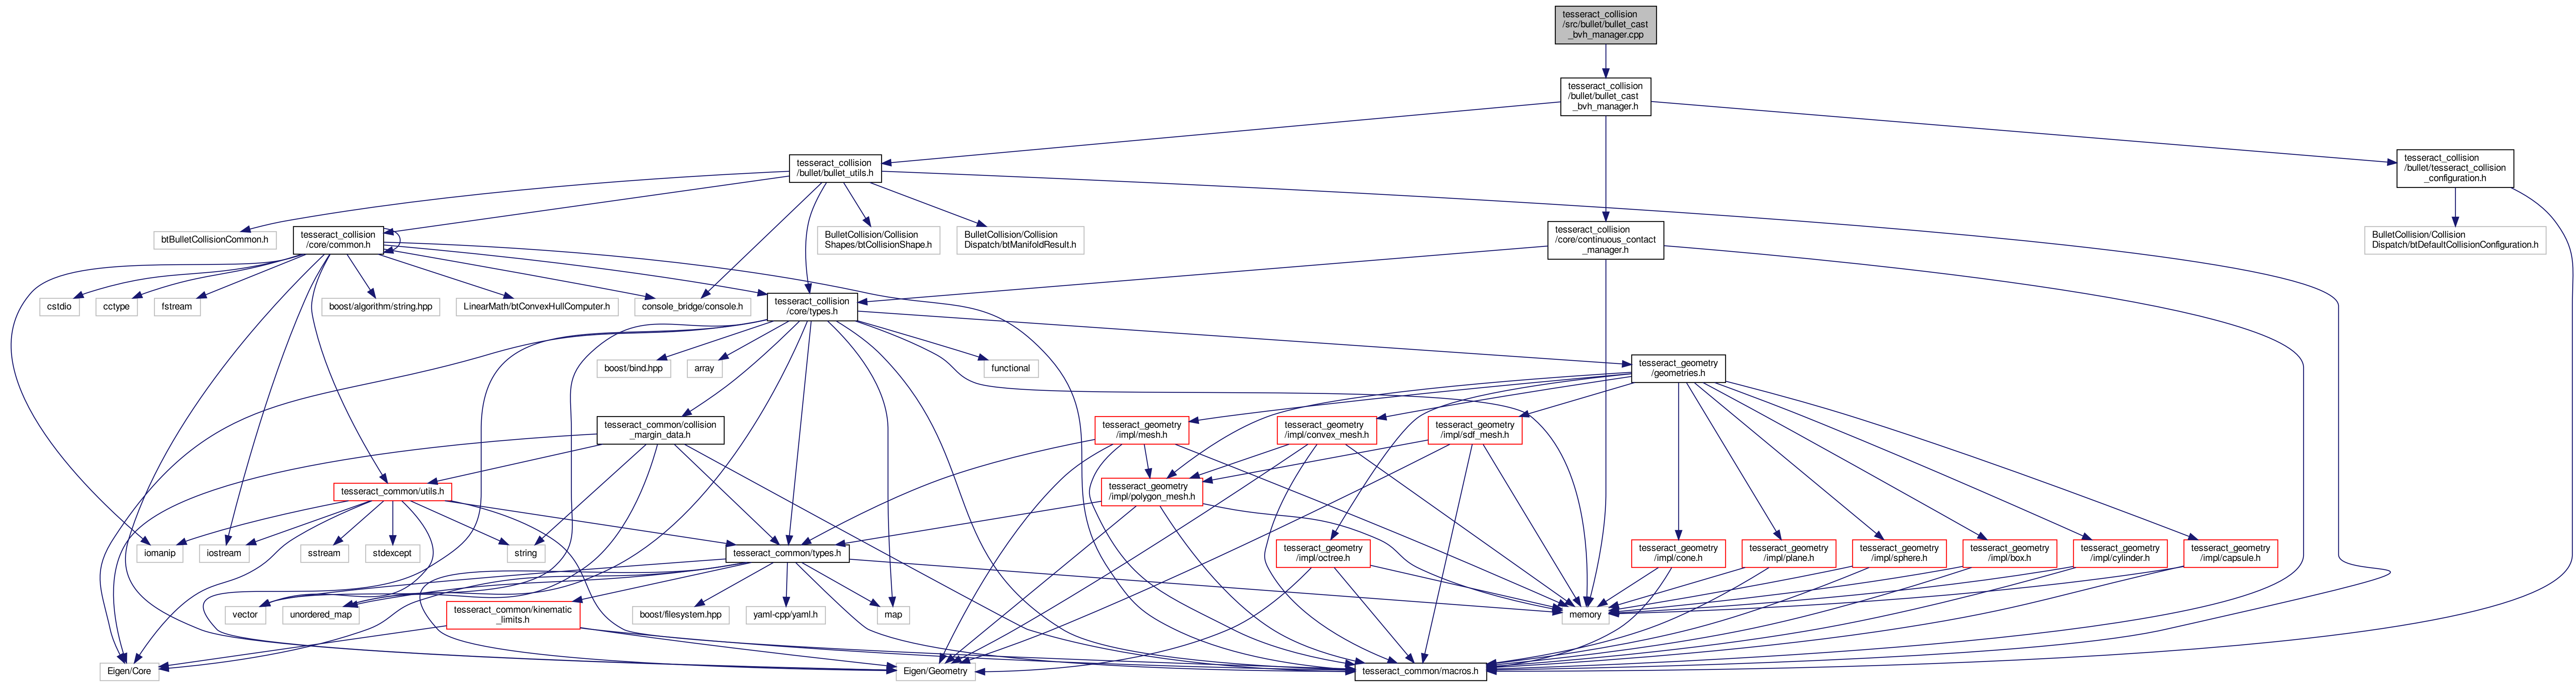 tesseract_collision
/src/bullet/bullet_cast
_bvh_manager.cpp
tesseract_collision
/bullet/bullet_cast
_bvh_manager.h
tesseract_collision
/bullet/bullet_utils.h
tesseract_collision
/bullet/tesseract_collision
_configuration.h
btBulletCollisionCommon.h
tesseract_collision
/core/common.h
BulletCollision/Collision
Shapes/btCollisionShape.h
BulletCollision/Collision
Dispatch/btManifoldResult.h
tesseract_collision
/core/continuous_contact
_manager.h
BulletCollision/Collision
Dispatch/btDefaultCollisionConfiguration.h
cstdio
cctype
fstream
boost/algorithm/string.hpp
LinearMath/btConvexHullComputer.h
console_bridge/console.h
tesseract_collision
/core/types.h
boost/bind.hpp
array
functional
tesseract_geometry
/geometries.h
tesseract_common/collision
_margin_data.h
tesseract_geometry
/impl/mesh.h
tesseract_geometry
/impl/convex_mesh.h
tesseract_geometry
/impl/sdf_mesh.h
tesseract_common/utils.h
tesseract_geometry
/impl/polygon_mesh.h
iomanip
iostream
sstream
stdexcept
string
tesseract_common/types.h
tesseract_geometry
/impl/octree.h
tesseract_geometry
/impl/cone.h
tesseract_geometry
/impl/plane.h
tesseract_geometry
/impl/sphere.h
tesseract_geometry
/impl/box.h
tesseract_geometry
/impl/cylinder.h
tesseract_geometry
/impl/capsule.h
vector
unordered_map
tesseract_common/kinematic
_limits.h
boost/filesystem.hpp
yaml-cpp/yaml.h
map
memory
Eigen/Core
Eigen/Geometry
tesseract_common/macros.h